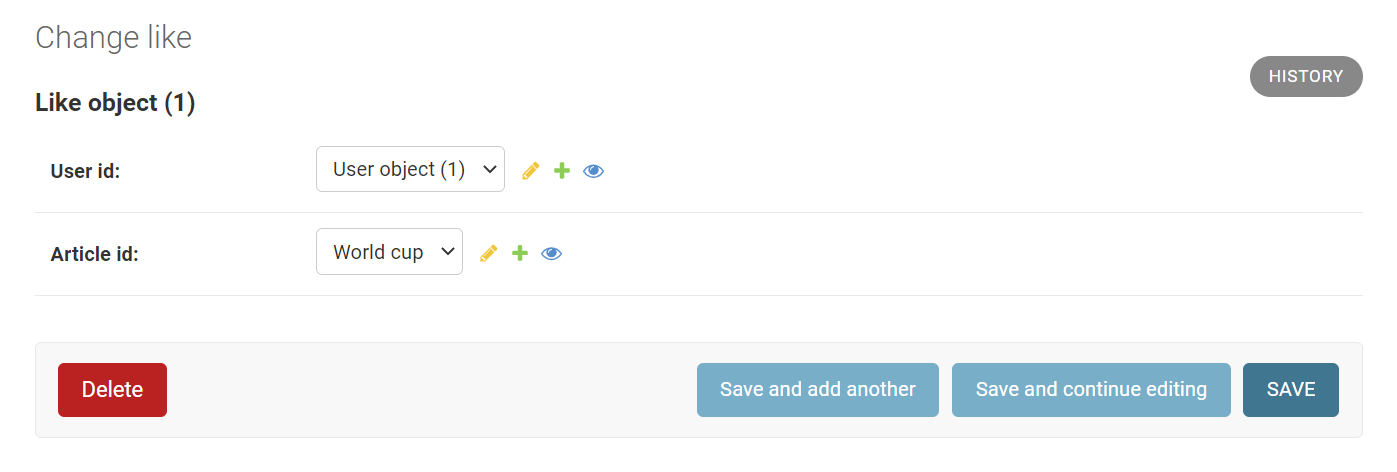 Change like
HISTORY
Like object (1)
User id:
User object (1)
Article id:
World cup
Delete
Save and add another
Save and continue editing
SAVE